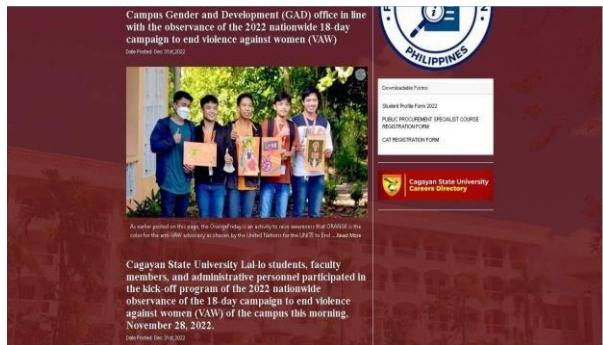 Campus Gender and Development (GAD) office in line
with the observance of the 2022 nationwide 18-day
campaign to end violence against women (VAW)
Date Posted: Dec 31st,2022
As earlier posted on this page, the OrangeFriday is an activity to raise awareness that ORANGE is the
color for the anti-VAW advocacy as chosen by the United Nations for the UNiTE to End ... Read More
Cagayan State University Lal-lo students, faculty
members, and administrative personnel participated in
the kick-off program of the 2022 nationwide
observance of the 18-day campaign to end violence
against women (VAW) of the campus this morning,
November 28, 2022.
Date Posted: Dec 31st,2022
PHILIPPINES
Downloadable Forms:
Student Profile Form 2022
PUBLIC PROCUREMENT SPECIALIST COURSE
REGISTRATION FORM
CAT REGISTRATION FORM
Cagayan State University
Careers Directory